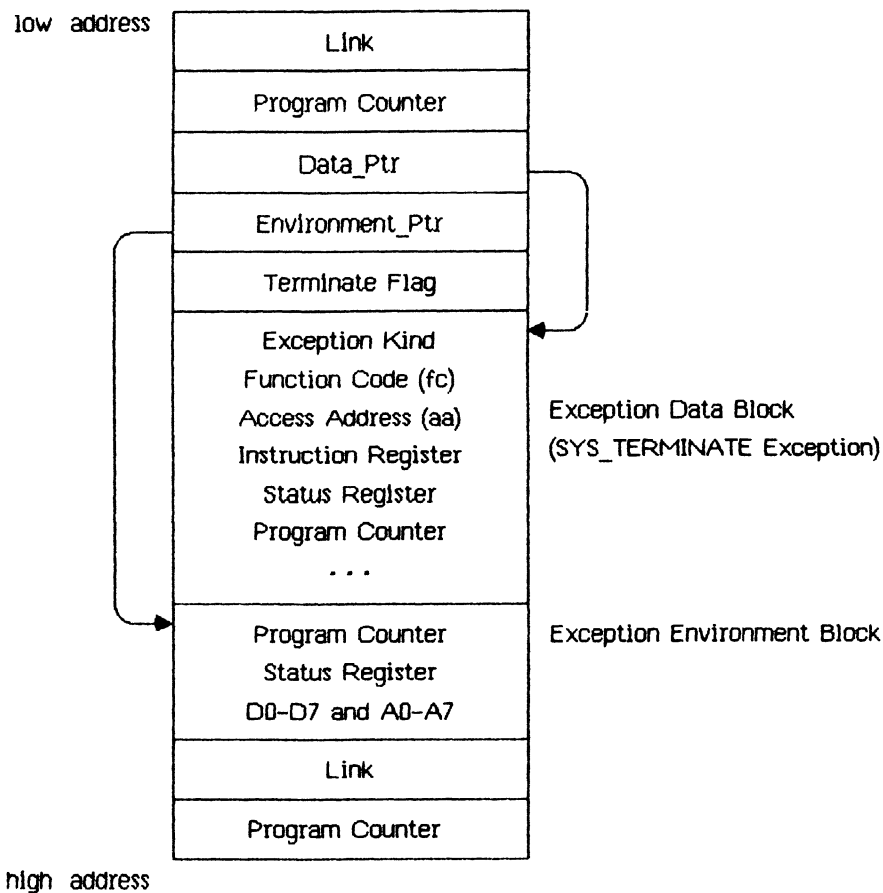 low address
Link
Program Counter
Data_Ptr
Environment_Ptr
Terminate Flag
Exception Kind
Function Code (fc)
Access Address (aa)
Instruction Register
Status Register
Program Counter
. . .
Exception Data Block
(SYS_TERMINATE Exception)
Program Counter
Status Register
D0-D7 and A0-A7
Exception Environment Block
Link
Program Counter
high address